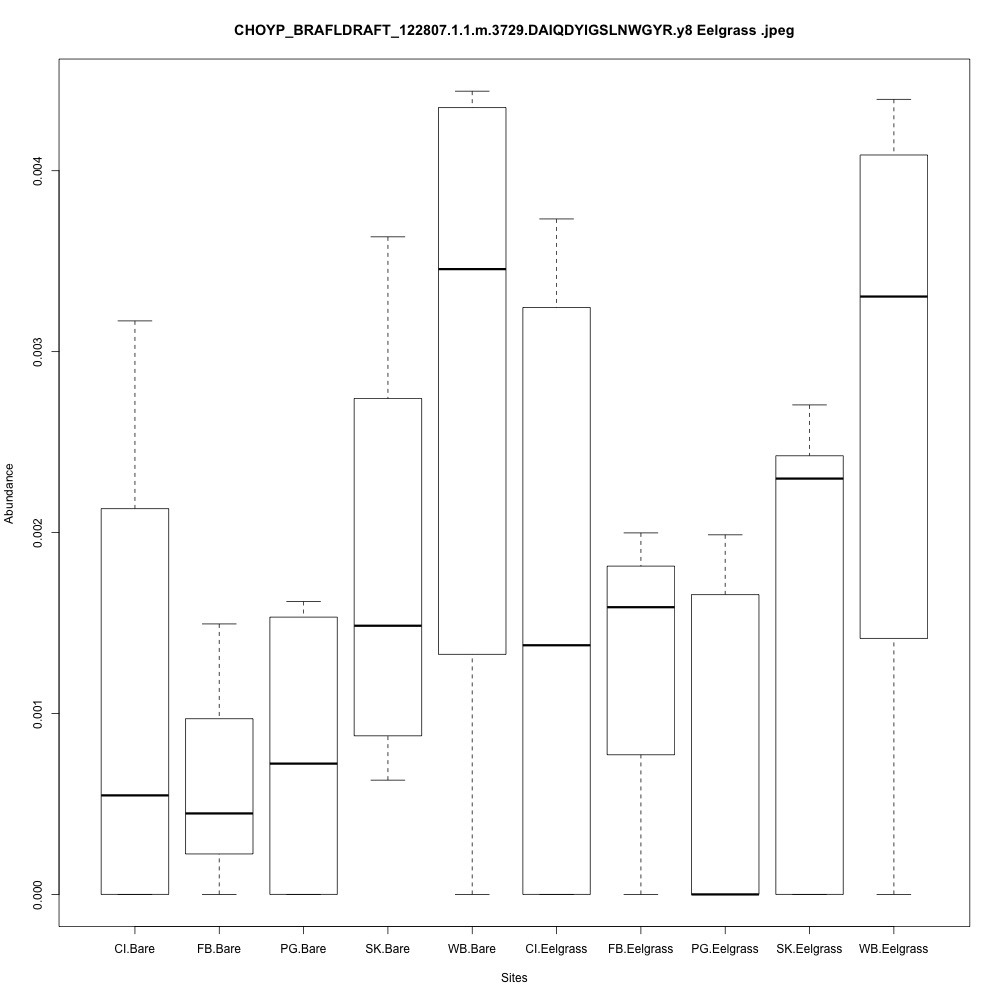 CHOYP_BRAFLDRAFT_122807.1.1.m.3729.DAIQDYIGSLNWGYR.y8 Eelgrass .jpeg
Abundance
0.004
0.003
0.002
0.001
0.000
CI.Bare FB.Bare PG.Bare SK.Bare WB.Bare CI.Eelgrass FB.Eelgrass PG.Eelgrass SK.Eelgrass WB.Eelgrass
Sites